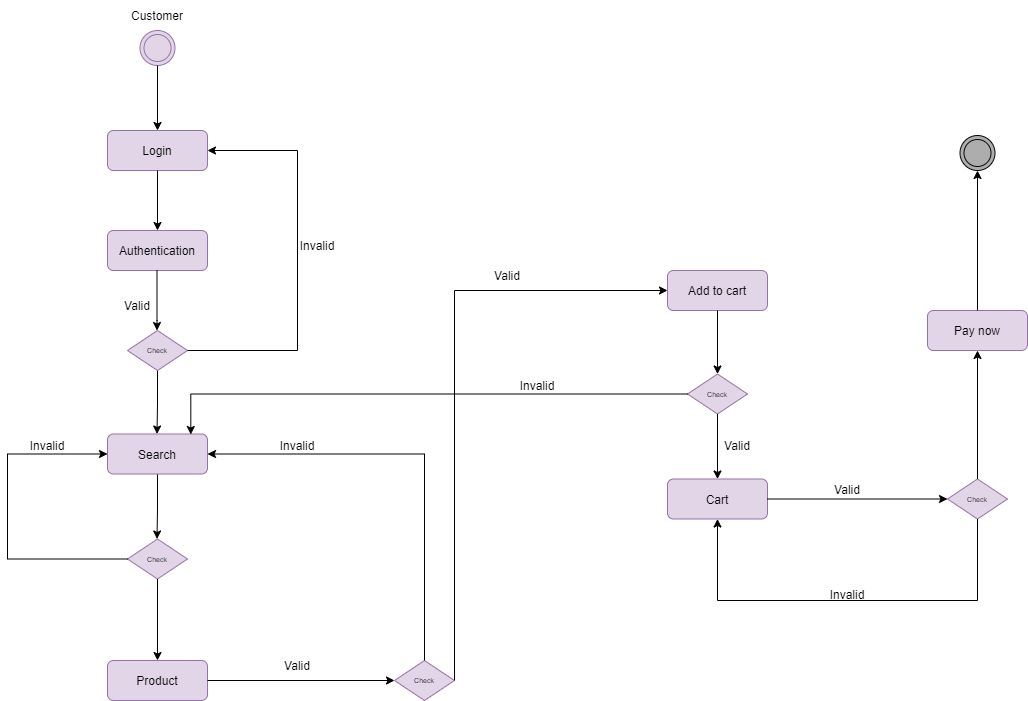 Customer
Login
Authentication
Invalid
Valid
Check
Valid
Add to cart
Pay now
Invalid
Check
Invalid
Search
Invalid
Valid
Cart
Valid
Check
Check
Invalid
Product
Valid
Check